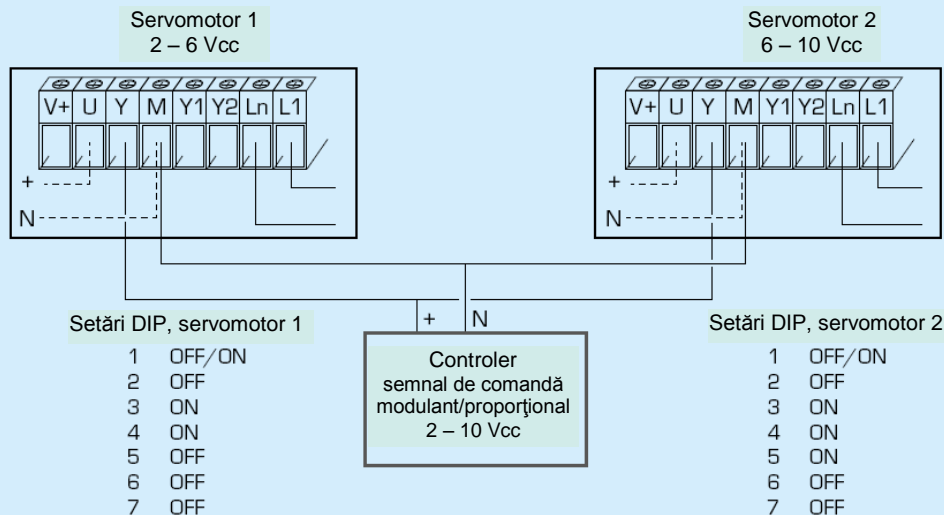 Servomotor 1
2 – 6 Vcc
V+ U Y M Y1 Y2 Ln L1
+
N
Servomotor 2
6 – 10 Vcc
V+ U Y M Y1 Y2 Ln L1
+
N
+ N
Controler
semnal de comandă
modulant/proporţional
2 – 10 Vcc
Setări DIP, servomotor 1
1 OFF/ON
2 OFF
3 ON
4 ON
5 OFF
6 OFF
7 OFF
Setări DIP, servomotor 2
1 OFF/ON
2 OFF
3 ON
4 ON
5 ON
6 OFF
7 OFF